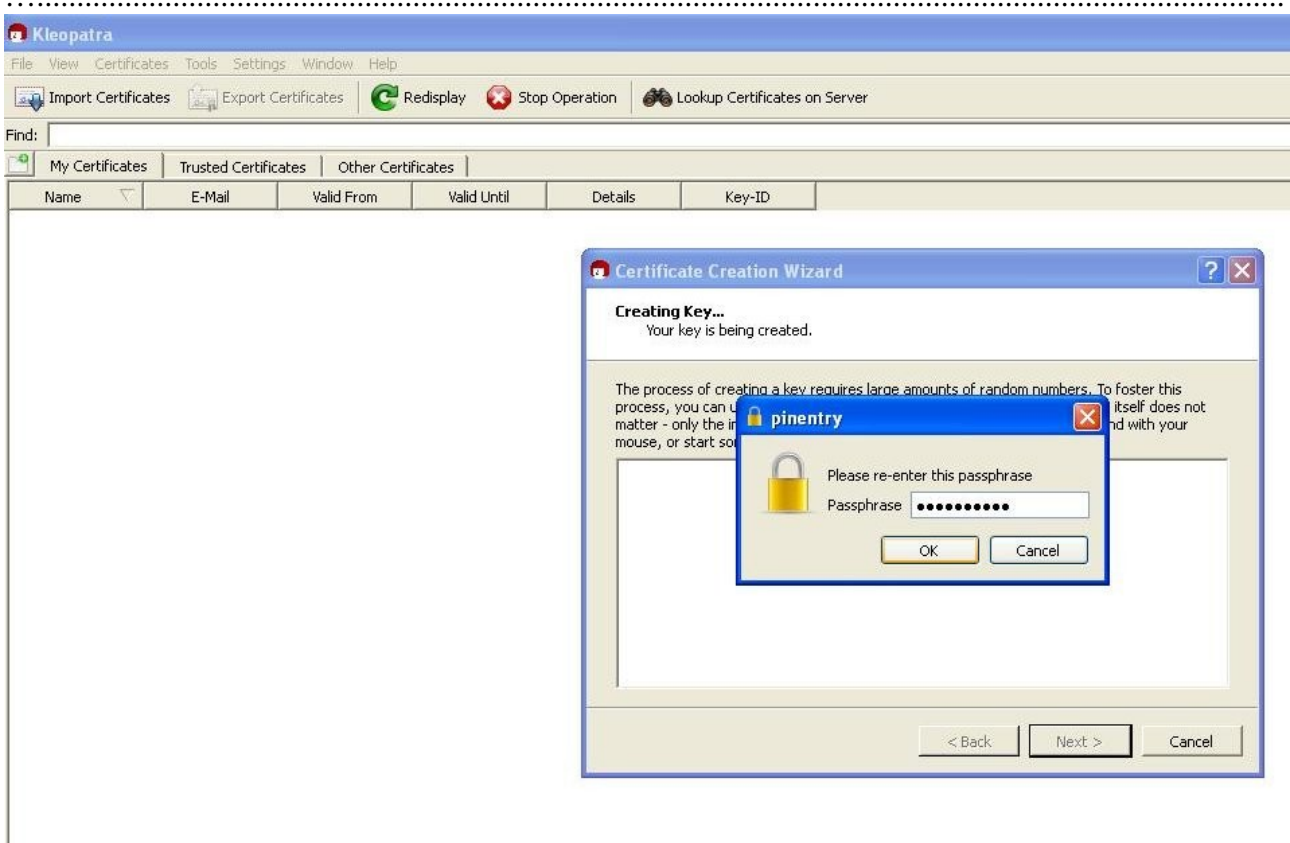 Kleopatra
File View Certificates Tools Settings Window Help
Import Certificates Export Certificates Redisplay Stop Operation Lookup Certificates on Server
Find:
My Certificates Trusted Certificates Other Certificates
Name E-Mail Valid From Valid Until Details Key-ID
Certificate Creation Wizard
Creating Key...
Your key is being created.
The process of creating a key requires large amounts of random numbers. To foster this
process, you can itself does not
matter - only the with your
mouse, or start
pinentry
Please re-enter this passphrase
Passphrase ●●●●●●●●●●
OK Cancel
< Back Next > Cancel